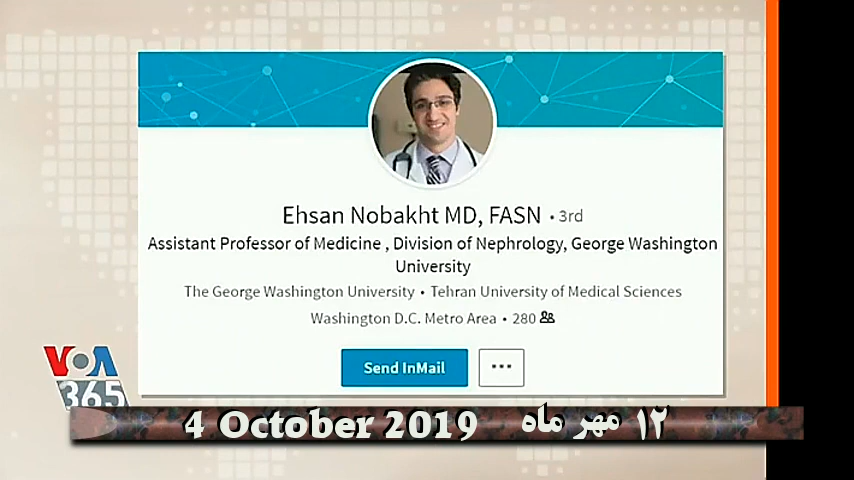 Ehsan Nobakht MD, FASN • 3rd
Assistant Professor of Medicine , Division of Nephrology, George Washington
University
The George Washington University • Tehran University of Medical Sciences
Washington D.C. Metro Area • 280
Send InMail
VOA
365
4 October 2019 ۱۲ مهر ماه